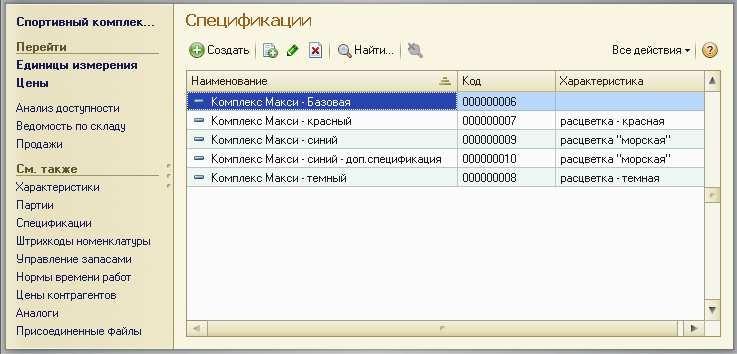 Спортивный комплек...
Перейти
Единицы измерения
Цены
Анализ доступности
Ведомость по складу
Продажи
См. также
Характеристики
Партии
Спецификации
Штрихкоды номенклатуры
Управление запасами
Нормы времени работ
Цены контрагентов
Аналоги
Присоединенные файлы
Спецификации
Создать Найти... Все действия ?
Наименование Код Характеристика
Комплекс Макси - Базовая 000000006
Комплекс Макси - красный 000000007 расцветка - красная
Комплекс Макси - синий 000000009 расцветка "морская"
Комплекс Макси - синий - доп.спецификация 000000010 расцветка "морская"
Комплекс Макси - темный 000000008 расцветка - темная